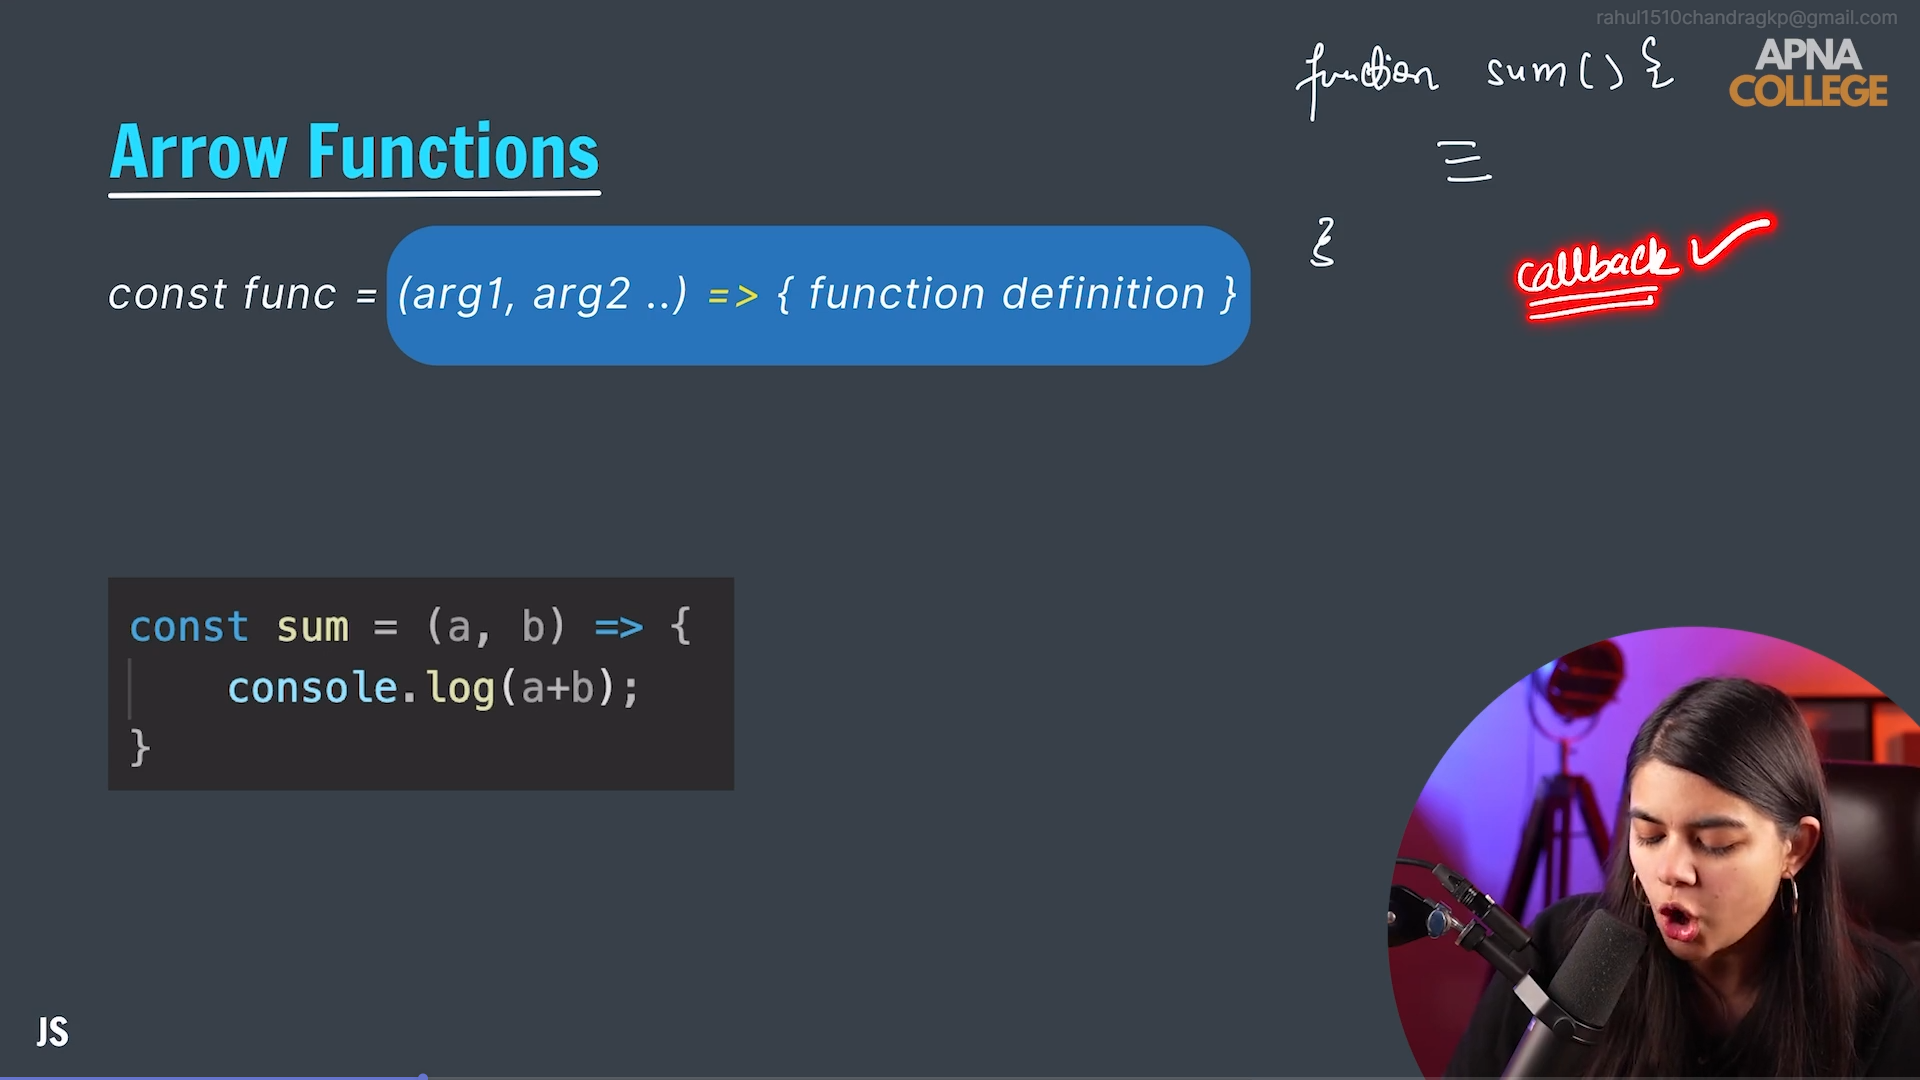 rahul1510chandragkp@gmail.com
APNA
COLLEGE
function sum() {
}
Arrow Functions
callback
const func = (arg1, arg2 ..) => { function definition }
const sum = (a, b) => {
console.log(a+b);
}
JS